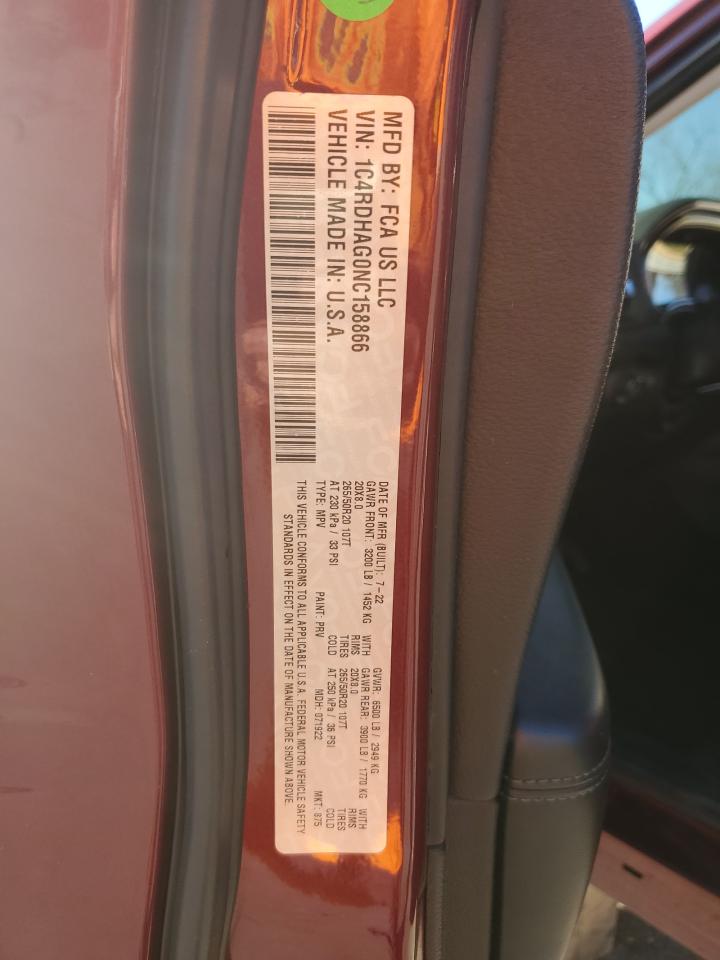 MFD BY: FCA US LLC
VIN: 1C4RDHAG0NC158866
VEHICLE MADE IN: U.S.A.
DATE OF MFR (BUILT): 7-22 GVWR: 6500 LB / 2949 KG
GAWR FRONT: 3200 LB / 1452 KG WITH GAWR REAR: 3900 LB / 1770 KG WITH
20X8.0 RIMS 20X8.0 RIMS
265/50R20 107T TIRES 265/50R20 107T TIRES
AT 230 kPa / 33 PSI COLD AT 250 kPa / 36 PSI COLD
TYPE: MPV PAINT: PRV MDH: 071922 MKT: 875
THIS VEHICLE CONFORMS TO ALL APPLICABLE U.S.A. FEDERAL MOTOR VEHICLE SAFETY
STANDARDS IN EFFECT ON THE DATE OF MANUFACTURE SHOWN ABOVE.